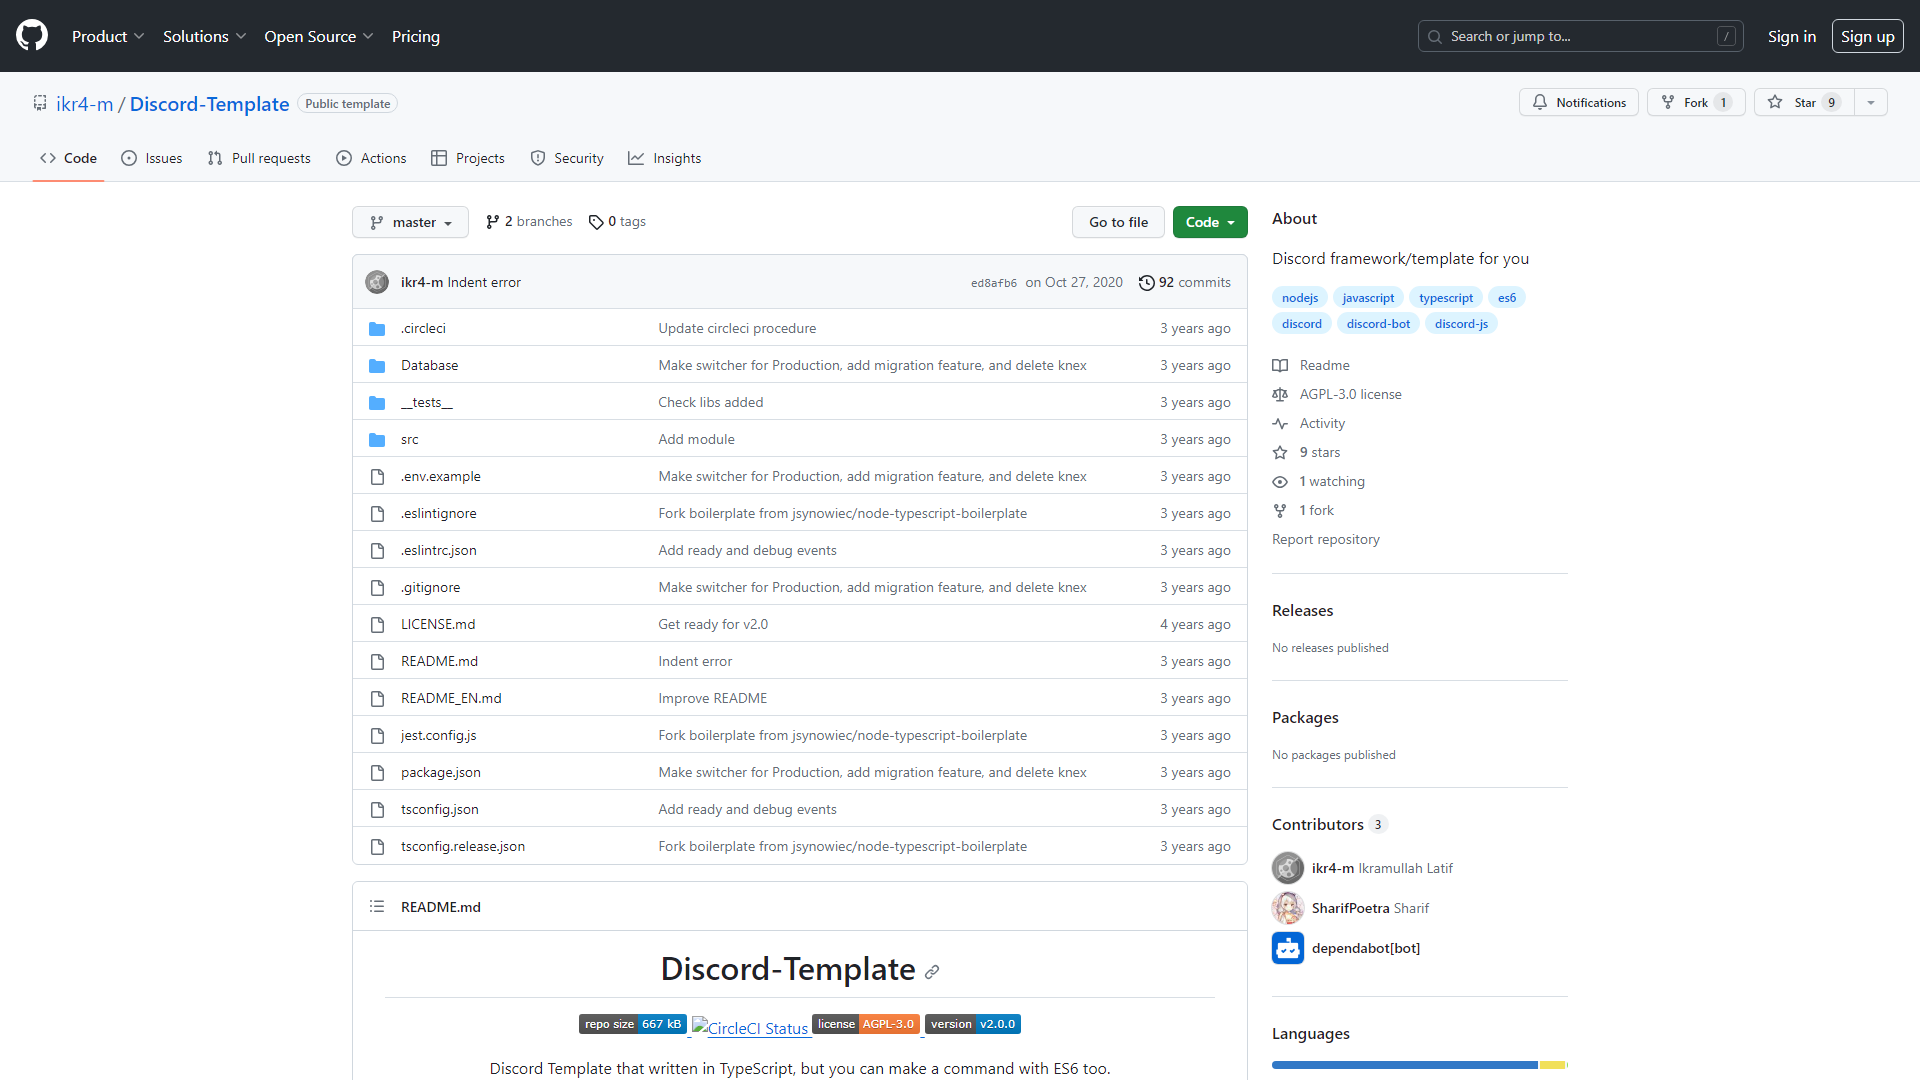 Product Solutions Open Source Pricing Search or jump to... / Sign in Sign up
ikr4-m / Discord-Template Public template Notifications Fork 1 Star 9
Code Issues Pull requests Actions Projects Security Insights
master 2 branches 0 tags Go to file Code
ikr4-m Indent error ed8afb6 on Oct 27, 2020 92 commits
.circleci Update circleci procedure 3 years ago
Database Make switcher for Production, add migration feature, and delete knex 3 years ago
__tests__ Check libs added 3 years ago
src Add module 3 years ago
.env.example Make switcher for Production, add migration feature, and delete knex 3 years ago
.eslintignore Fork boilerplate from jsynowiec/node-typescript-boilerplate 3 years ago
.eslintrc.json Add ready and debug events 3 years ago
.gitignore Make switcher for Production, add migration feature, and delete knex 3 years ago
LICENSE.md Get ready for v2.0 4 years ago
README.md Indent error 3 years ago
README_EN.md Improve README 3 years ago
jest.config.js Fork boilerplate from jsynowiec/node-typescript-boilerplate 3 years ago
package.json Make switcher for Production, add migration feature, and delete knex 3 years ago
tsconfig.json Add ready and debug events 3 years ago
tsconfig.release.json Fork boilerplate from jsynowiec/node-typescript-boilerplate 3 years ago
README.md
Discord-Template
repo size 667 kB CircleCI Status license AGPL-3.0 version v2.0.0
Discord Template that written in TypeScript, but you can make a command with ES6 too.
About
Discord framework/template for you
nodejs javascript typescript es6
discord discord-bot discord-js
Readme
AGPL-3.0 license
Activity
9 stars
1 watching
1 fork
Report repository
Releases
No releases published
Packages
No packages published
Contributors 3
ikr4-m Ikramullah Latif
SharifPoetra Sharif
dependabot[bot]
Languages